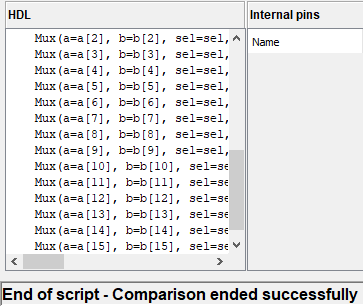 HDL
Internal pins
Name
Mux(a=a[2], b=b[2], sel=sel,
Mux(a=a[3], b=b[3], sel=sel,
Mux(a=a[4], b=b[4], sel=sel,
Mux(a=a[5], b=b[5], sel=sel,
Mux(a=a[6], b=b[6], sel=sel,
Mux(a=a[7], b=b[7], sel=sel,
Mux(a=a[8], b=b[8], sel=sel,
Mux(a=a[9], b=b[9], sel=sel,
Mux(a=a[10], b=b[10], sel=se
Mux(a=a[11], b=b[11], sel=se
Mux(a=a[12], b=b[12], sel=se
Mux(a=a[13], b=b[13], sel=se
Mux(a=a[14], b=b[14], sel=se
Mux(a=a[15], b=b[15], sel=se
End of script - Comparison ended successfully